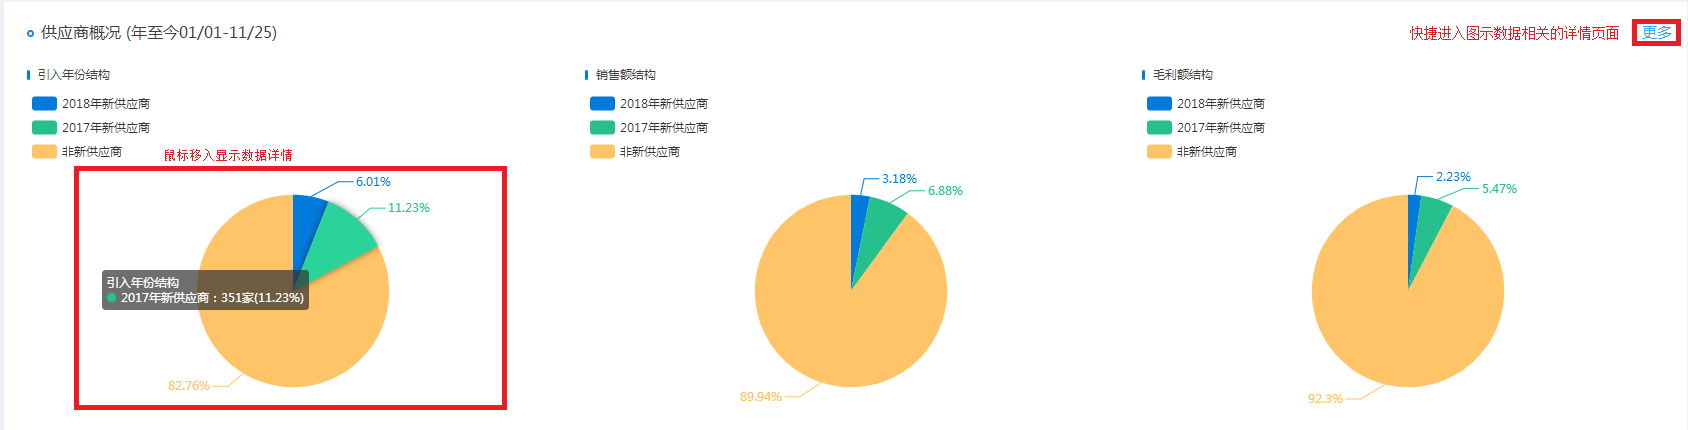 供应商概况 (年至今01/01-11/25)
快捷进入图示数据相关的详情页面
更多
引入年份结构
2018年新供应商
2017年新供应商
非新供应商
鼠标移入显示数据详情
6.01%
11.23%
引入年份结构
2017年新供应商：351家(11.23%)
82.76%
销售额结构
2018年新供应商
2017年新供应商
非新供应商
3.18%
6.88%
89.94%
毛利额结构
2018年新供应商
2017年新供应商
非新供应商
2.23%
5.47%
92.3%